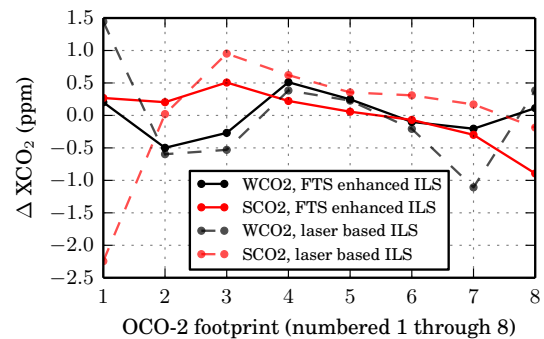 1.5
1.0
0.5
0.0
−0.5
−1.0
−1.5
−2.0
−2.5
Δ XCO₂ (ppm)
WCO2, FTS enhanced ILS
SCO2, FTS enhanced ILS
WCO2, laser based ILS
SCO2, laser based ILS
1 2 3 4 5 6 7 8
OCO-2 footprint (numbered 1 through 8)